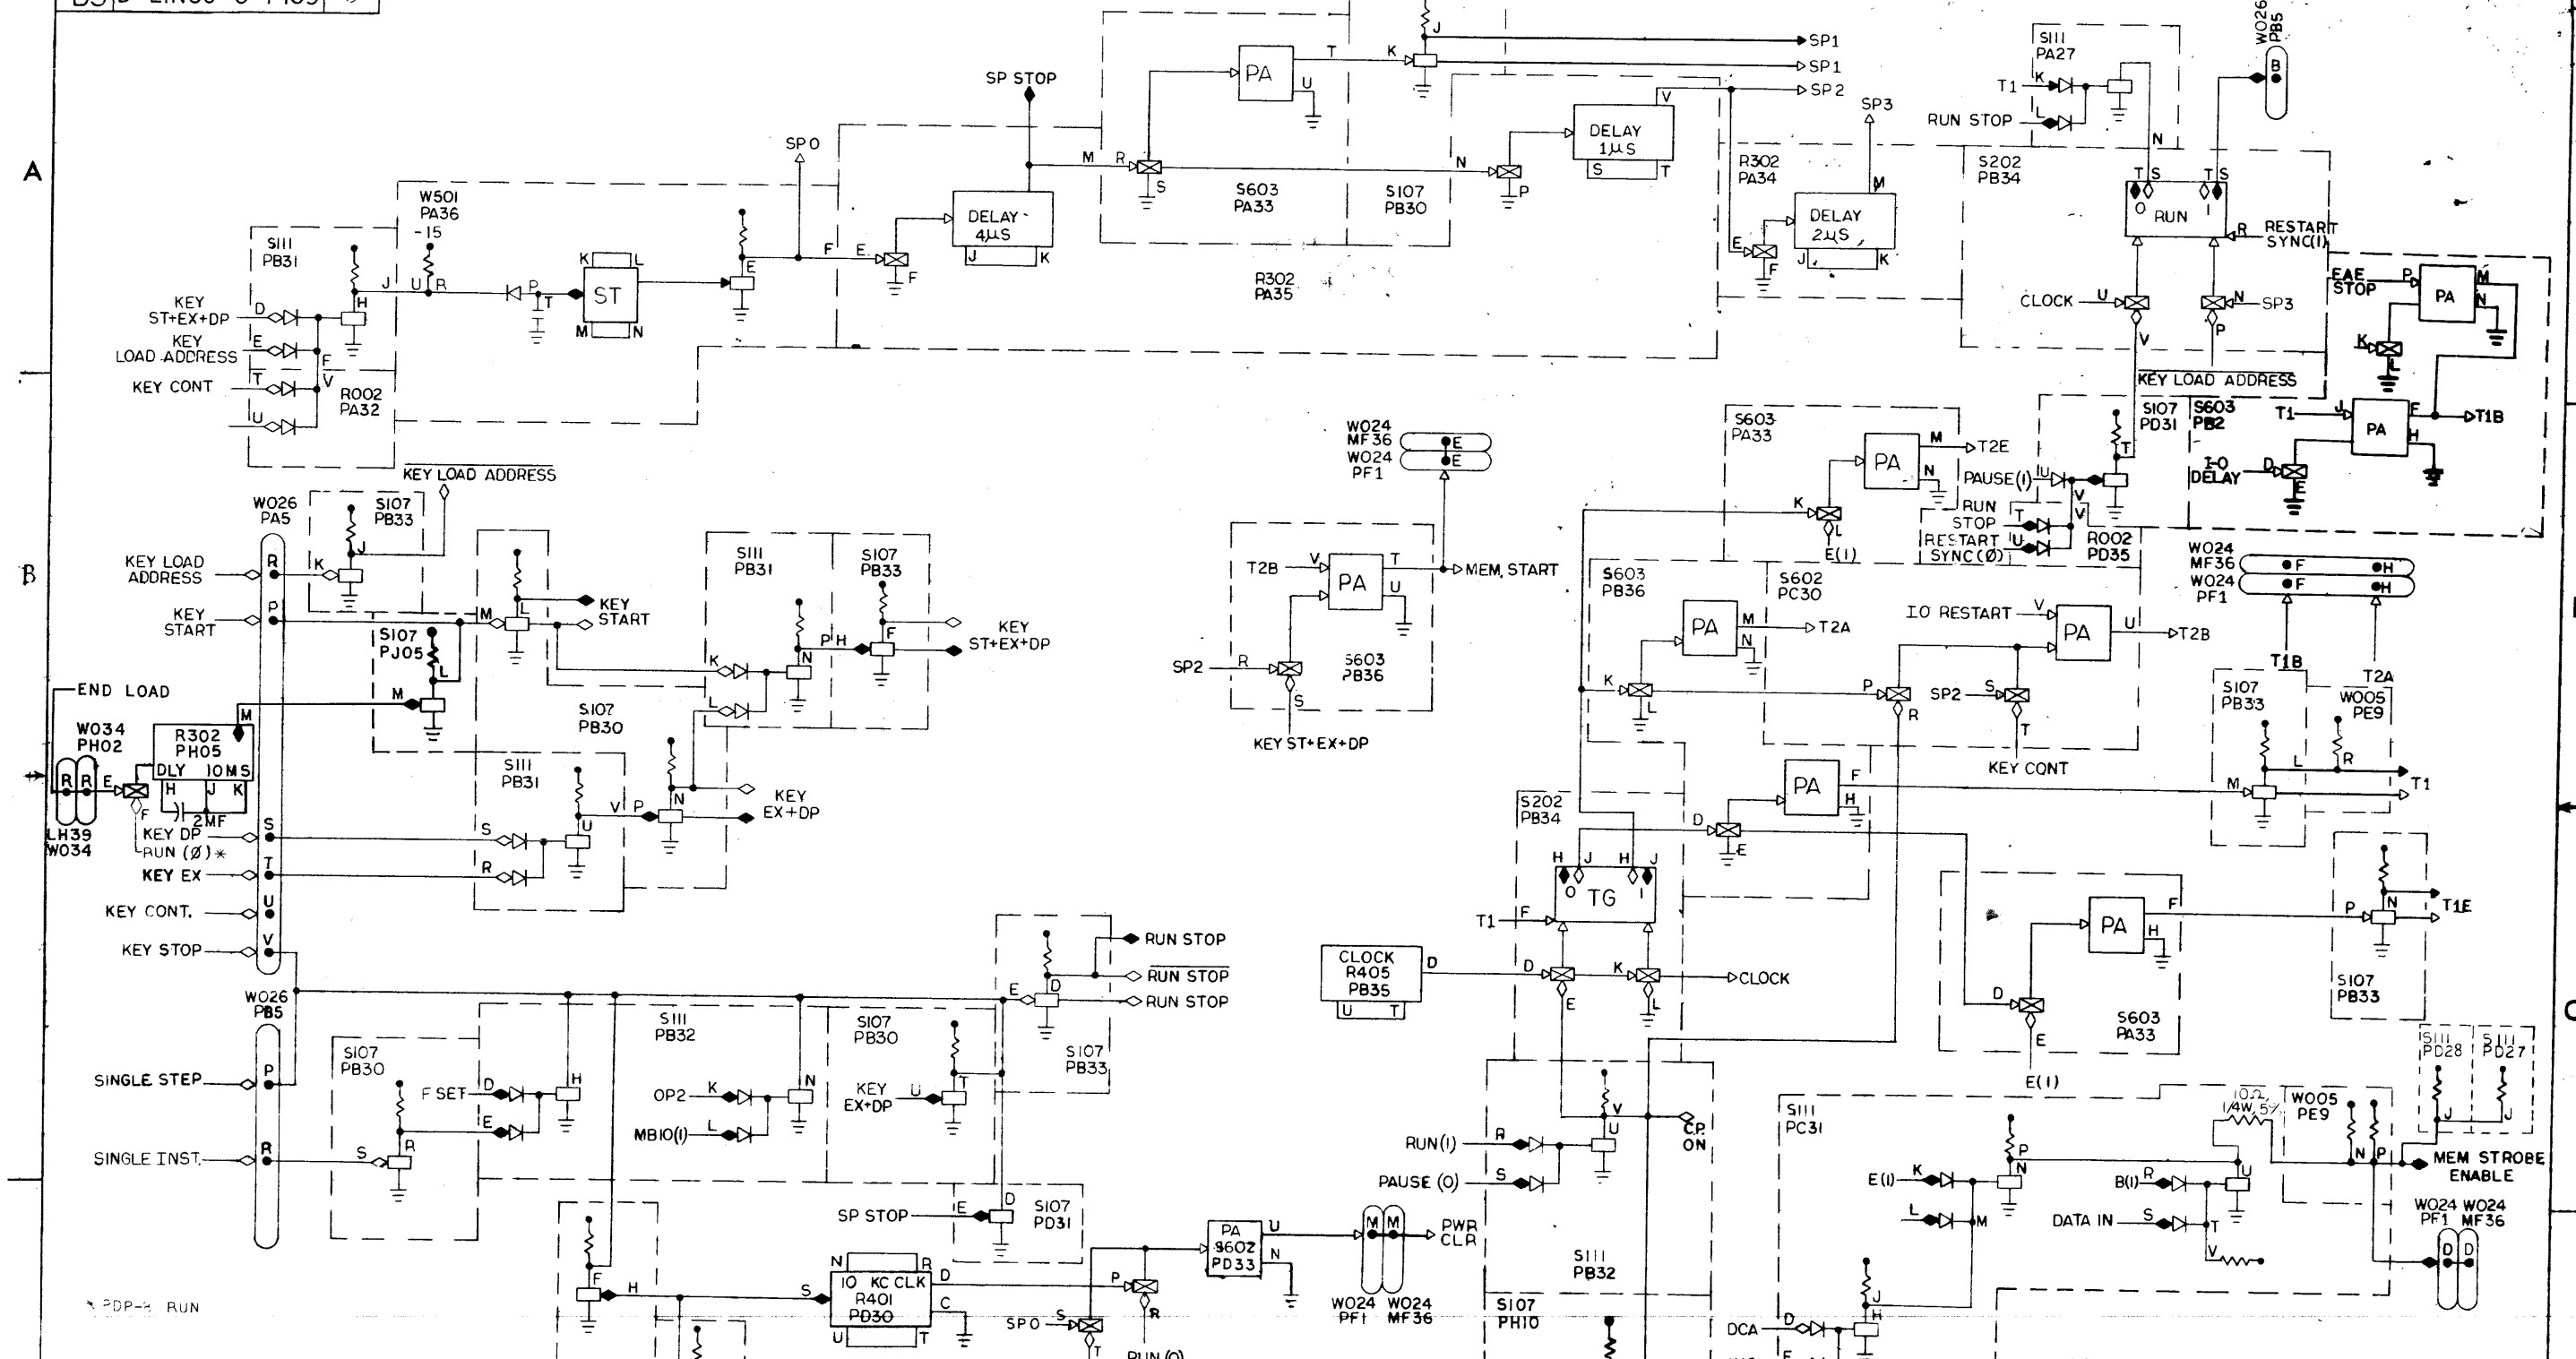 A
SP STOP
SP0
SP1
SP1
SP2
SP3
PA
T
U
K
J
S111
PA27
T1
K
RUN STOP
L
N
W026
PB5
B
W501
PA36
-15
S111
PB31
KEY
ST+EX+DP
D
KEY
LOAD ADDRESS
E
KEY CONT
T
U
F
V
R002
PA32
H
J
U
R
P
T
K
L
ST
M
N
E
F
E
F
DELAY
4µS
J
K
M
R
S
S603
PA33
S107
PB30
R302
PA35
N
P
DELAY
1µS
S
T
V
R302
PA34
E
F
DELAY
2µS
J
K
M
S202
PB34
T
S
T
S
0
RUN
1
R
RESTART
SYNC(1)
CLOCK
U
N
SP3
V
P
KEY LOAD ADDRESS
EAE
STOP
P
PA
M
N
K
L
S603
PB2
T1
J
PA
F
H
T1B
I-O
DELAY
D
E
B
KEY LOAD ADDRESS
W026
PA5
S107
PB33
KEY LOAD
ADDRESS
R
K
J
KEY
START
P
M
L
KEY
START
S107
PJ05
L
M
S107
PB30
S111
PB31
S107
PB33
K
L
N
P
H
F
KEY
ST+EX+DP
END LOAD
W034
PH02
R
R
E
F
LH39
W034
R302
PH05
DLY 10MS
H
J
K
M
2MF
KEY DP
S
RUN (Ø)*
KEY EX
T
KEY CONT.
U
KEY STOP
V
S111
PB31
S
R
U
V
P
N
KEY
EX+DP
W024
MF36
W024
PF1
E
E
T2B
V
PA
T
U
MEM. START
SP2
R
S
S603
PB36
KEY ST+EX+DP
S603
PA33
PA
M
N
T2E
K
L
E(1)
S107
PD31
T
PAUSE(1)
U
V
V
RUN
STOP
T
RESTART
SYNC(Ø)
U
R002
PD35
S603
PB36
S602
PC30
PA
M
N
T2A
K
L
IO RESTART
V
PA
U
T2B
P
R
SP2
S
T
KEY CONT
W024
MF36
W024
PF1
F
H
F
H
T1B
T2A
S107
PB33
W005
PE9
L
R
M
T1
T1
S202
PB34
PA
F
H
D
E
H
J
H
J
0
TG
1
T1
F
CLOCK
R405
PB35
U
T
D
D
K
CLOCK
E
L
PA
F
H
D
E
S603
PA33
E(1)
P
N
T1E
S107
PB33
C
RUN STOP
RUN STOP
RUN STOP
E
D
S107
PB33
W026
PB5
SINGLE STEP
P
SINGLE INST.
R
S107
PB30
S
R
F SET
D
E
H
S111
PB32
OP2
K
MB10(1)
L
N
S107
PB30
KEY
EX+DP
U
T
SP STOP
E
D
S107
PD31
F
H
S
N
R
10 KC CLK
R401
PD30
U
T
D
C
P
R
SP0
S
T
RUN (0)
PA
S602
PD33
U
N
M
M
PWR
CLR
W024
PF1
W024
MF36
RUN(1)
R
PAUSE (0)
S
V
U
C.P.
ON
S111
PB32
S107
PH10
S111
PC31
E(1)
K
L
M
N
P
B(1)
R
DATA IN
S
T
U
V
10Ω
1/4W, 5%
W005
PE9
N
P
S111
PD28
S111
PD27
J
J
MEM STROBE
ENABLE
W024
PF1
W024
MF36
D
D
DCA
D
E
J
H
* PDP-8 RUN